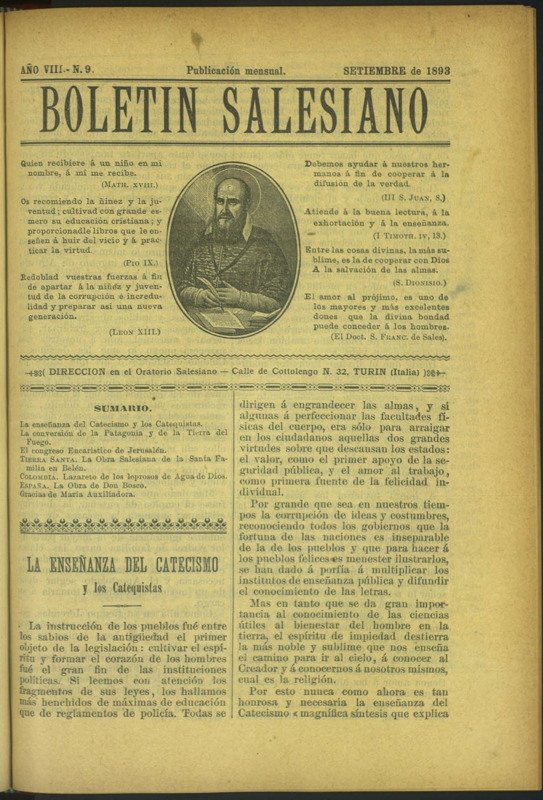 AÑO VIII.- N. 9.
Publicación mensual.
SETIEMBRE de 1893
BOLETIN SALESIANO
Quien recibiere á un niño en mi
nombre, á mi me recibe.
(MATH. XVIII.)
Os recomiendo la ñinez y la ju-
ventud; cultivad con grande es-
mero su educación cristiana; y
proporcionadle libros que le en-
señen á huir del vicio y á prac-
ticar la virtud.
(PIO IX.)
Redoblad vuestras fuerzas á fin
de apartar á la niñez y juven-
tud de la corrupción é incredu-
lidad y preparar asi una nueva
generación.
(LEON XIII.)
Debemos ayudar á nuestros her-
manos á fin de cooperar á la
difusión de la verdad.
(III S. JUAN, 8.)
Atiende á la buena lectura, á la
exhortación y á la enseñanza.
(I TIMOTH. IV, 13.)
Entre las cosas divinas, la más su-
blime, es la de cooperar con Dios
A la salvación de las almas.
(S. DIONISIO.)
El amor al prójimo, es uno de
los mayores y más excelentes
dones que la divina bondad
puede conceder á los hombres.
(El Doct. S. FRANC. de Sales).
DIRECCION en el Oratorio Salesiano — Calle de Cottolengo N. 32, TURIN (Italia)
SUMARIO.
La enseñanza del Catecismo y los Catequistas.
La conversión de la Patagonia y de la Tierra del
Fuego.
El congreso Encarístico de Jerusalén.
TIERRA SANTA. La Obra Salesiana de la Santa Fa-
milia en Belén.
COLOMBIA. Lazareto de los leprosos de Agua de Dios.
ESPAÑA. La Obra de Don Bosco.
Gracias de María Auxiliadora.
LA ENSEÑANZA DEL CATECISMO
y los Catequistas
La instrucción de los pueblos fué entre
los sabios de la antigüedad el primer
objeto de la legislación: cultivar el espí-
ritu y formar el corazón de los hombres
fué el gran fin de las instituciones
políticas. Si leemos con atención los
fragmentos de sus leyes, los hallamos
más henchidos de máximas de educación
que de reglamentos de policía. Todas se
dirigen á engrandecer las almas, y si
algunas á perfeccionar las facultades fí-
sicas del cuerpo, era sólo para arraigar
en los ciudadanos aquellas dos grandes
virtudes sobre que descansan los estados:
el valor, como el primer apoyo de la se-
guridad pública, y el amor al trabajo,
como primera fuente de la felicidad in-
dividual.
Por grande que sea en nuestros tiem-
pos la corrupción de ideas y costumbres,
reconociendo todos los gobiernos que la
fortuna de las naciones es inseparable
de la de los pueblos y que para hacer á
los pueblos felices es menester ilustrarlos,
se han dado á porfía á multiplicar los
institutos de enseñanza pública y difundir
el conocimiento de las letras.
Mas en tanto que se da gran impor-
tancia al conocimiento de las ciencias
útiles al bienestar del hombre en la
tierra, el espíritu de impiedad destierra
la más noble y sublime que nos enseña
el camino para ir al cielo, á conocer al
Creador y á conocernos á nosotros mismos,
cual es la religión.
Por esto nunca como ahora es tan
honrosa y necesaria la enseñanza del
Catecismo « magnífica síntesis que explica